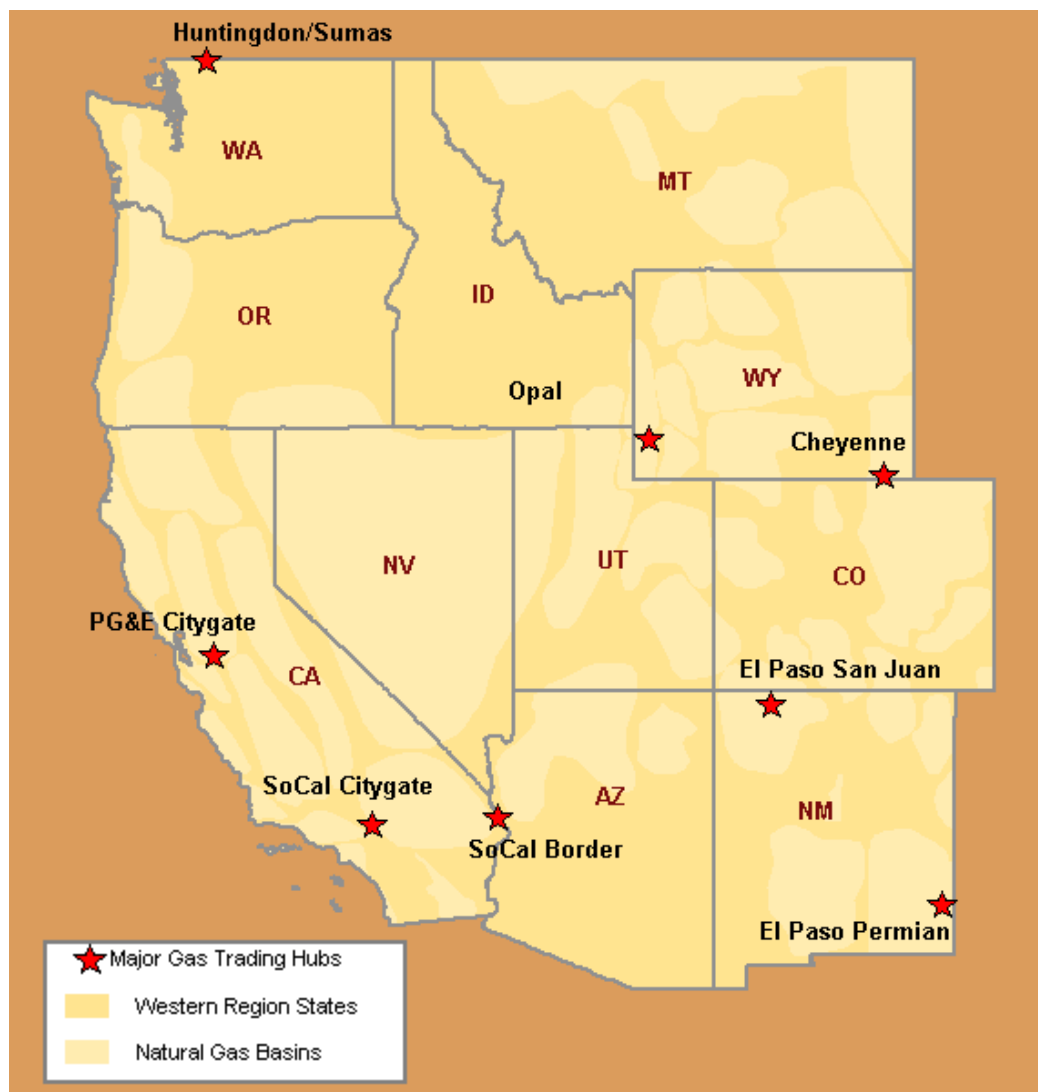 Huntingdon/Sumas
WA
MT
ID
OR
WY
Opal
Cheyenne
UT
NV
CO
PG&E Citygate
El Paso San Juan
CA
SoCal Citygate
AZ
NM
SoCal Border
El Paso Permian
Major Gas Trading Hubs
Western Region States
Natural Gas Basins